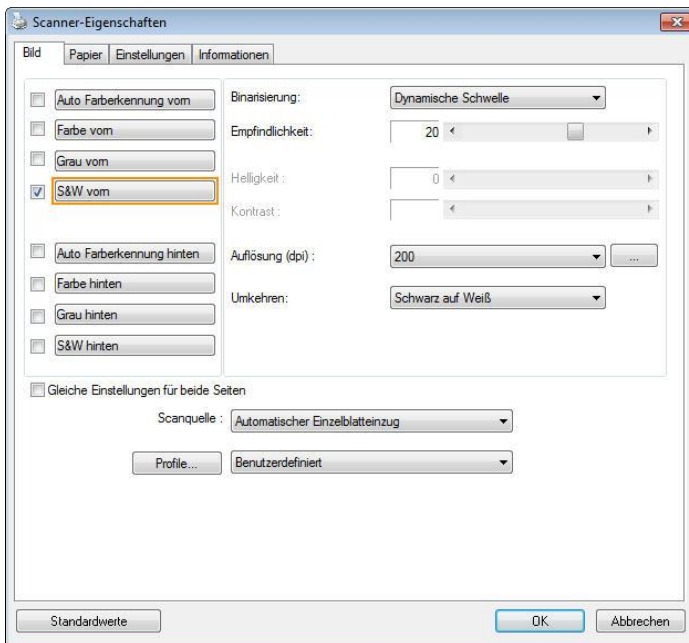 Scanner-Eigenschaften
Bild Papier Einstellungen Informationen
Auto Farberkennung vorn
Farbe vorn
Grau vorn
S&W vorn
Auto Farberkennung hinten
Farbe hinten
Grau hinten
S&W hinten
Binarisierung: Dynamische Schwelle
Empfindlichkeit: 20
Helligkeit : 0
Kontrast :
Auflösung (dpi) : 200 ...
Umkehren: Schwarz auf Weiß
Gleiche Einstellungen für beide Seiten
Scanquelle : Automatischer Einzelblatteinzug
Profile... Benutzerdefiniert
Standardwerte OK Abbrechen